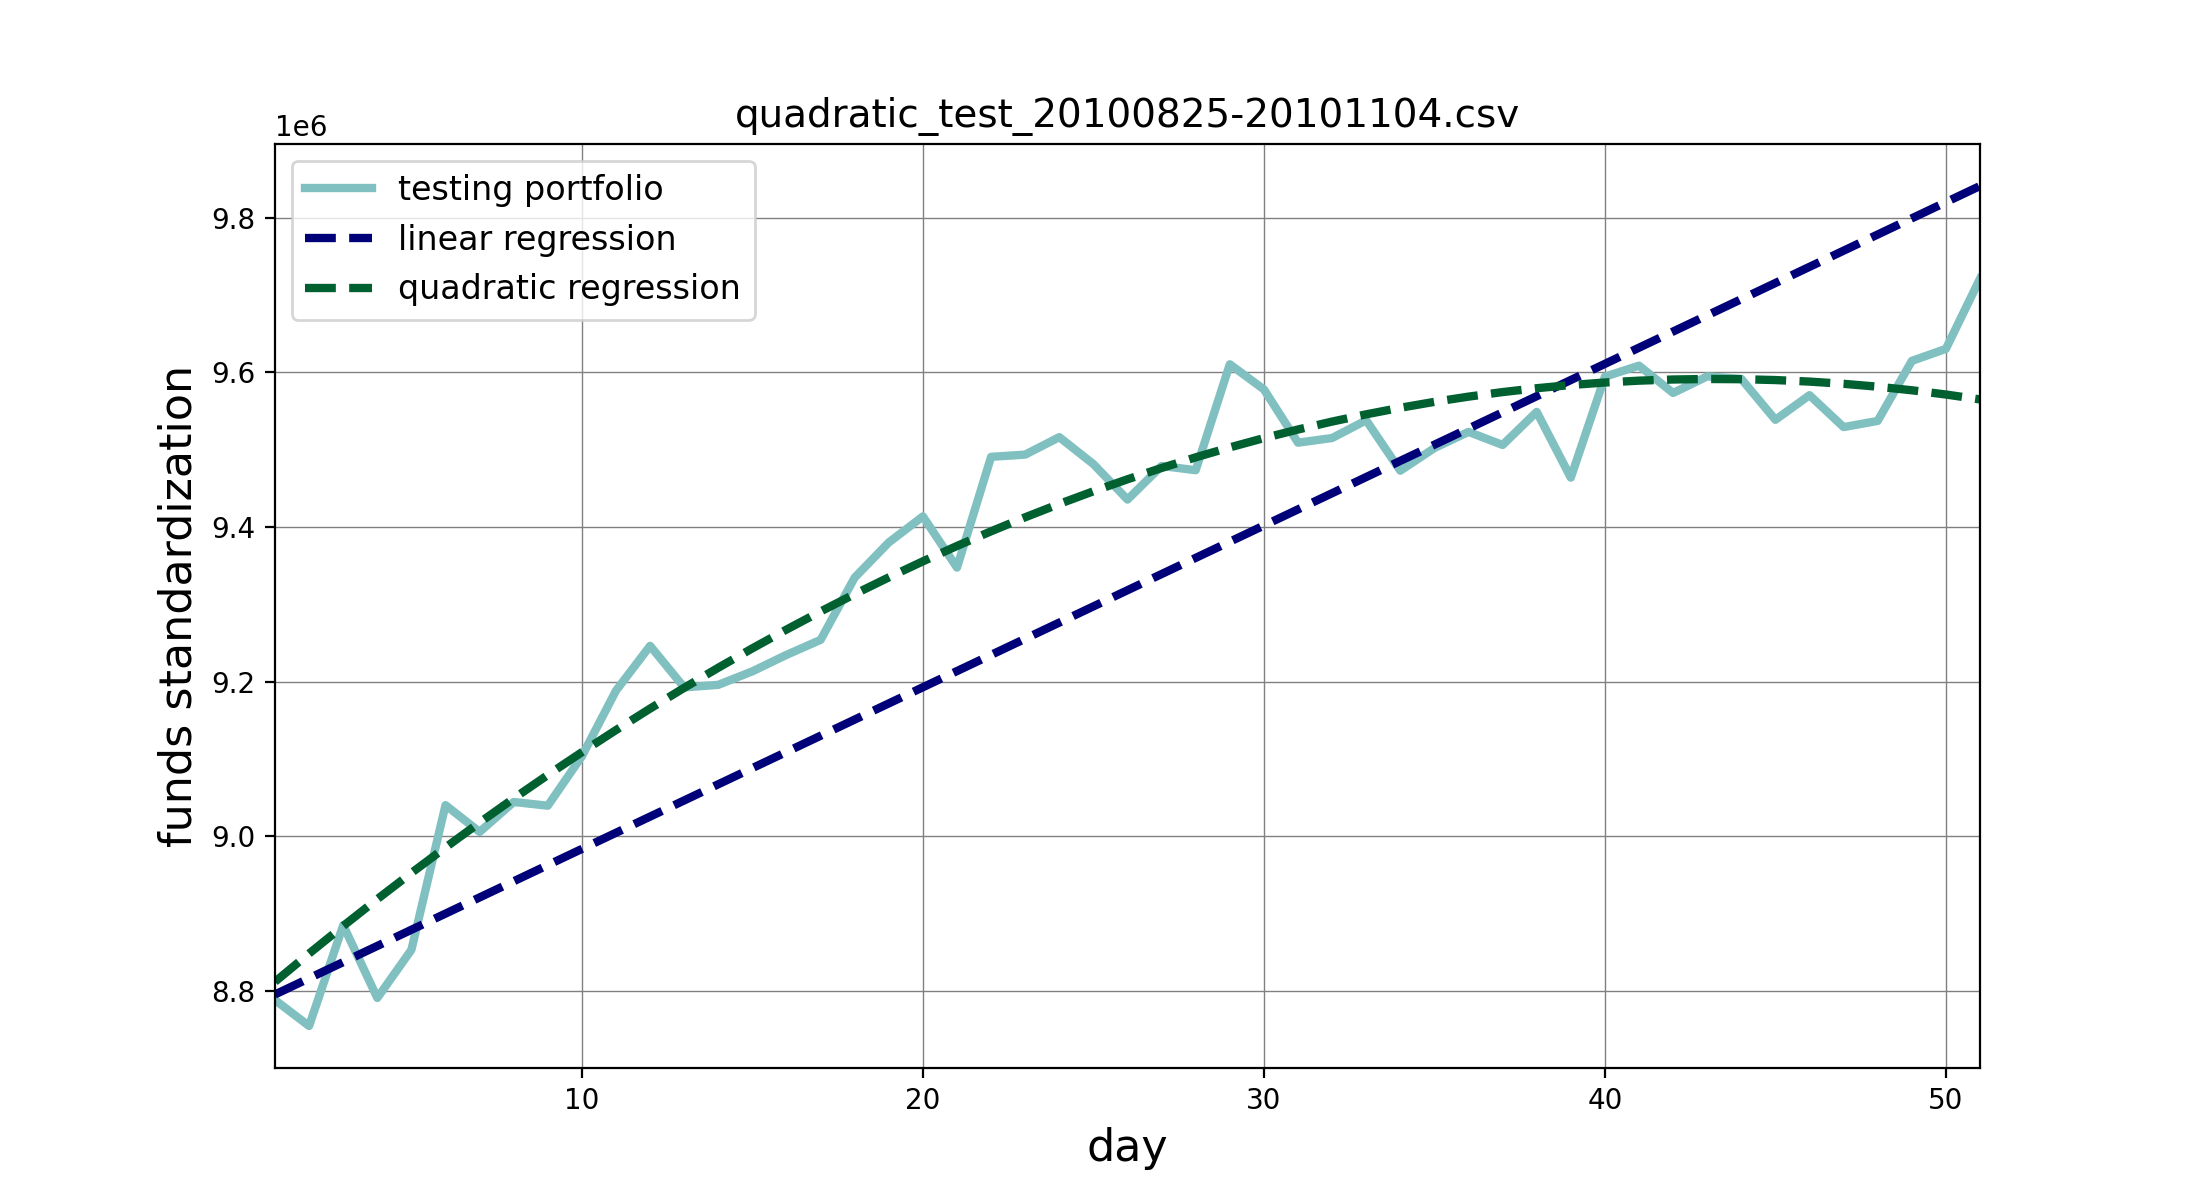 quadratic_test_20100825-20101104.csv
1e6
testing portfolio
linear regression
quadratic regression
9.8
9.6
9.4
9.2
9.0
8.8
funds standardization
10 20 30 40 50
day